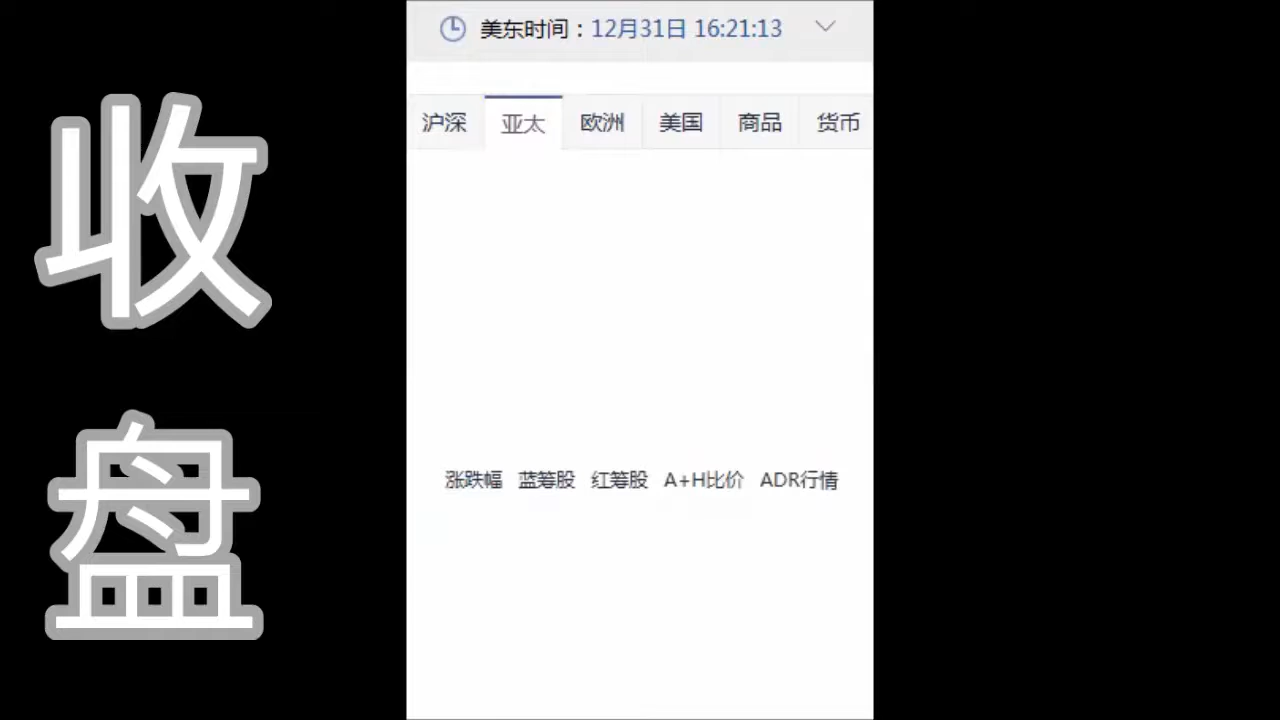 收盘
美东时间：12月31日 16:21:13
沪深 亚太 欧洲 美国 商品 货币
涨跌幅 蓝筹股 红筹股 A+H比价 ADR行情